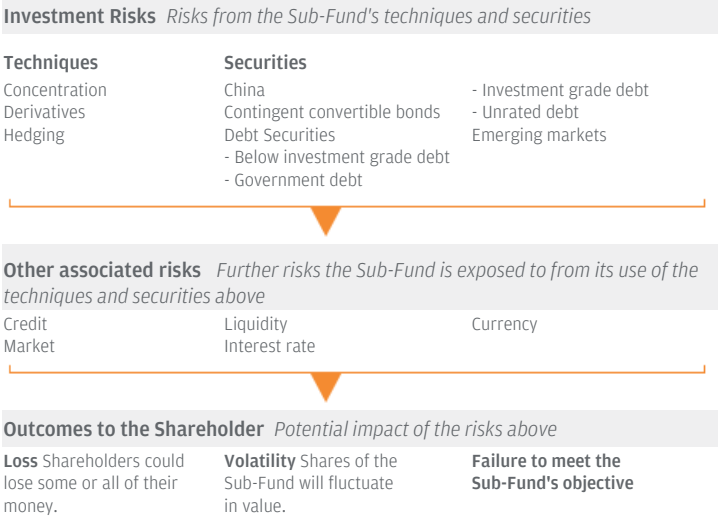 Investment Risks Risks from the Sub-Fund's techniques and securities
Techniques
Concentration
Derivatives
Hedging
Securities
China
Contingent convertible bonds
Debt Securities
- Below investment grade debt
- Government debt
- Investment grade debt
- Unrated debt
Emerging markets
Other associated risks Further risks the Sub-Fund is exposed to from its use of the
techniques and securities above
Credit
Market
Liquidity
Interest rate
Currency
Outcomes to the Shareholder Potential impact of the risks above
Loss Shareholders could
lose some or all of their
money.
Volatility Shares of the
Sub-Fund will fluctuate
in value.
Failure to meet the
Sub-Fund's objective